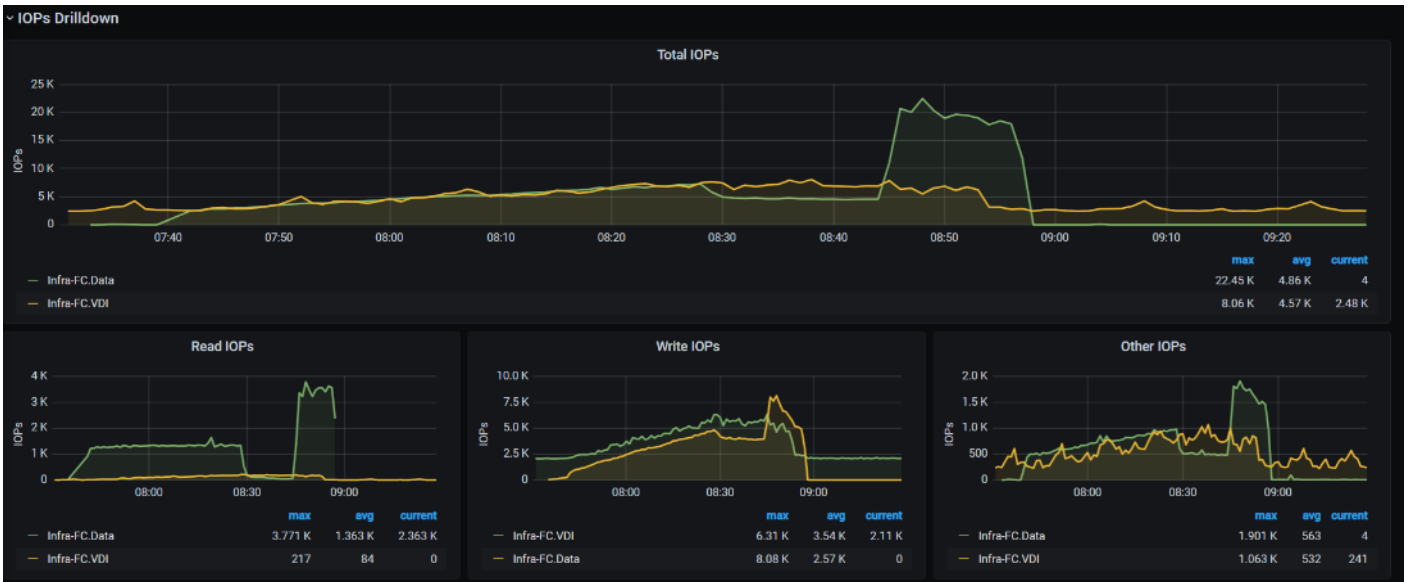 IOPs Drilldown
Total IOPs
25 K
20 K
15 K
10 K
5 K
0
IOPs
07:40 07:50 08:00 08:10 08:20 08:30 08:40 08:50 09:00 09:10 09:20
max avg current
Infra-FC.Data 22.45 K 4.86 K 4
Infra-FC.VDI 8.06 K 4.57 K 2.48 K
Read IOPs
4 K
3 K
2 K
1 K
0
IOPs
08:00 08:30 09:00
max avg current
Infra-FC.Data 3.771 K 1.363 K 2.363 K
Infra-FC.VDI 217 84 0
Write IOPs
10.0 K
7.5 K
5.0 K
2.5 K
0
IOPs
08:00 08:30 09:00
max avg current
Infra-FC.VDI 6.31 K 3.54 K 2.11 K
Infra-FC.Data 8.08 K 2.57 K 0
Other IOPs
2.0 K
1.5 K
1.0 K
500
0
IOPs
08:00 08:30 09:00
max avg current
Infra-FC.Data 1.901 K 563 4
Infra-FC.VDI 1.063 K 532 241